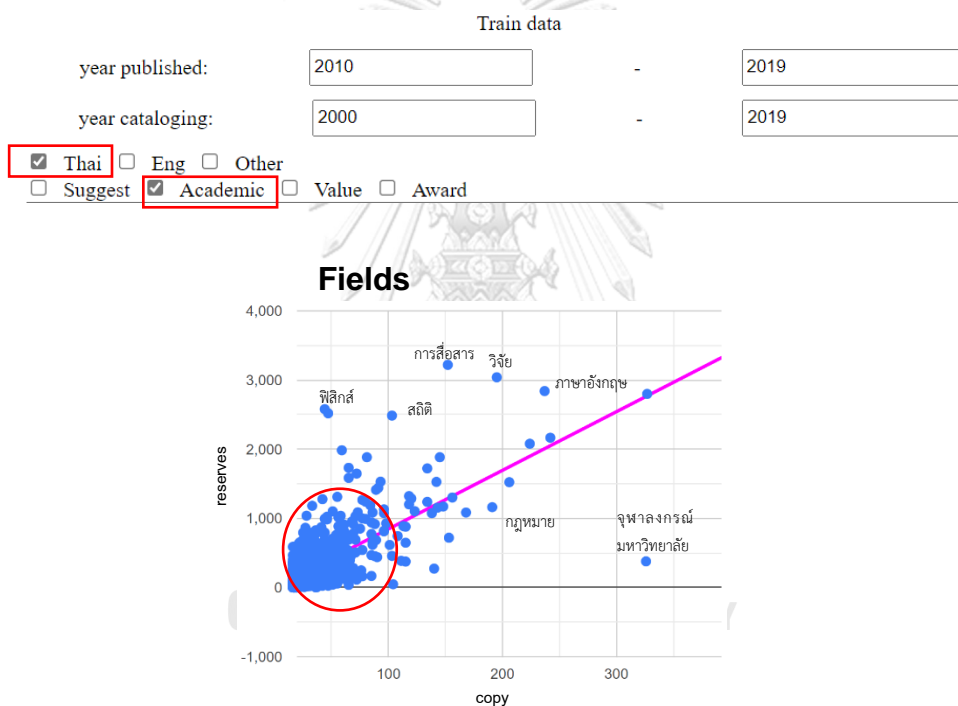 Train data
year published: 2010 - 2019
year cataloging: 2000 - 2019
Thai Eng Other
Suggest Academic Value Award
Fields
4,000
การสื่อสาร วิจัย
3,000
ภาษาอังกฤษ
ฟิสิกส์
สถิติ
2,000
reserves
1,000
กฎหมาย
จุฬาลงกรณ์
มหาวิทยาลัย
0
-1,000
100 200 300
copy